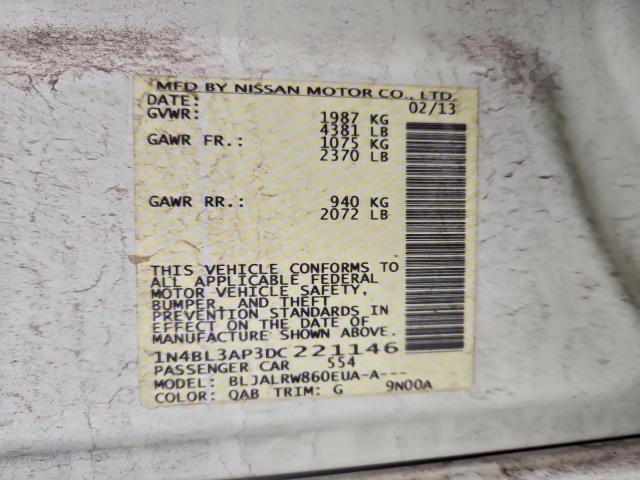 MFD BY NISSAN MOTOR CO., LTD.
DATE: 02/13
GVWR: 1987 KG
4381 LB
GAWR FR.: 1075 KG
2370 LB
GAWR RR.: 940 KG
2072 LB
THIS VEHICLE CONFORMS TO
ALL APPLICABLE FEDERAL
MOTOR VEHICLE SAFETY,
BUMPER, AND THEFT
PREVENTION STANDARDS IN
EFFECT ON THE DATE OF
MANUFACTURE SHOWN ABOVE.
1N4BL3AP3DC221146
PASSENGER CAR 554
MODEL: BLJALRW860EUA-A---
COLOR: QAB TRIM: G 9N00A